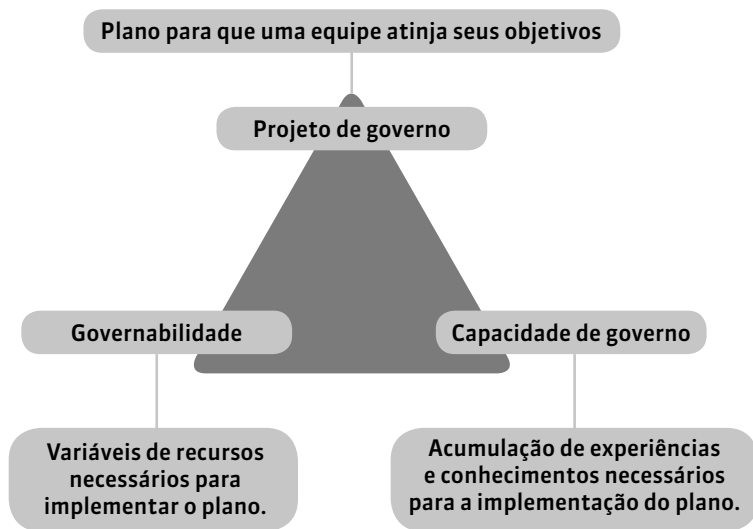 Plano para que uma equipe atinja seus objetivos
Projeto de governo
Governabilidade
Capacidade de governo
Variáveis de recursos
necessários para
implementar o plano.
Acumulação de experiências
e conhecimentos necessários
para a implementação do plano.